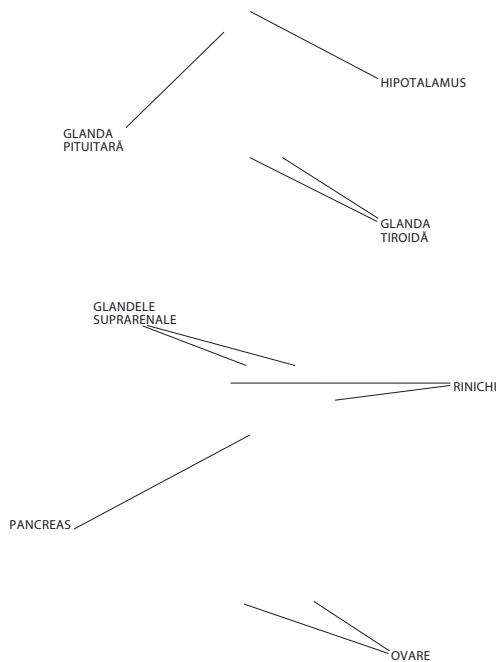 HIPOTALAMUS
GLANDA
PITUITARĂ
GLANDA
TIROIDĂ
GLANDELE
SUPRARENALE
RINICHI
PANCREAS
OVARE